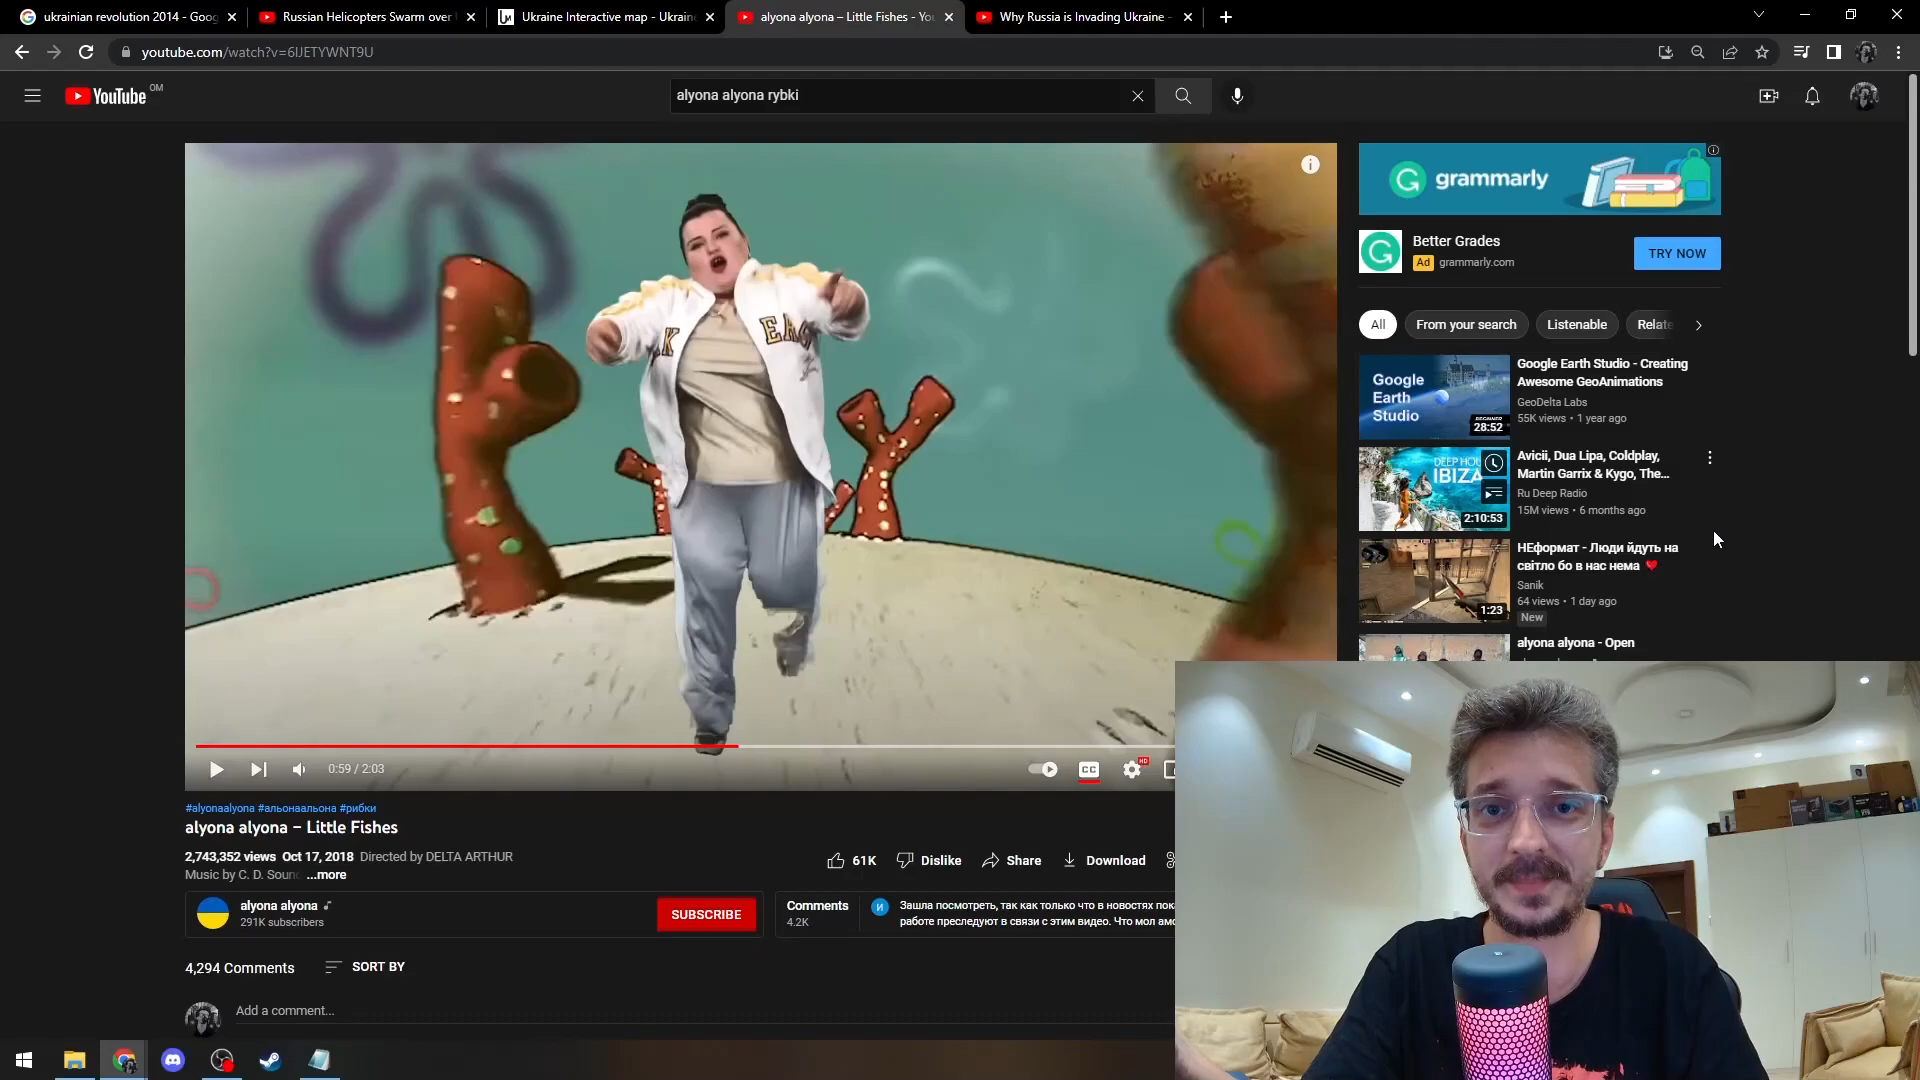 ukrainian revolution 2014 - Goog
Russian Helicopters Swarm over
Ukraine Interactive map - Ukrain
alyona alyona – Little Fishes - Yo
Why Russia is Invading Ukraine -
youtube.com/watch?v=6lJETYWNT9U
YouTube OM
alyona alyona rybki
grammarly
Better Grades
Ad grammarly.com
TRY NOW
All
From your search
Listenable
Relate
Google Earth Studio
BEGINNER
28:52
Google Earth Studio - Creating
Awesome GeoAnimations
GeoDelta Labs
55K views • 1 year ago
DEEP HOU
IBIZA
2:10:53
Avicii, Dua Lipa, Coldplay,
Martin Garrix & Kygo, The...
Ru Deep Radio
15M views • 6 months ago
1:23
НЕформат - Люди йдуть на
світло бо в нас нема
Sanik
64 views • 1 day ago
New
alyona alyona - Open
0:59 / 2:03
CC
HD
#alyonaalyona #альонаальона #рибки
alyona alyona – Little Fishes
2,743,352 views Oct 17, 2018 Directed by DELTA ARTHUR
Music by C. D. Soun ...more
61K
Dislike
Share
Download
alyona alyona
291K subscribers
SUBSCRIBE
Comments
4.2K
И
Зашла посмотреть, так как только что в новостях пок
работе преследуют в связи с этим видео. Что мол
4,294 Comments
SORT BY
Add a comment...